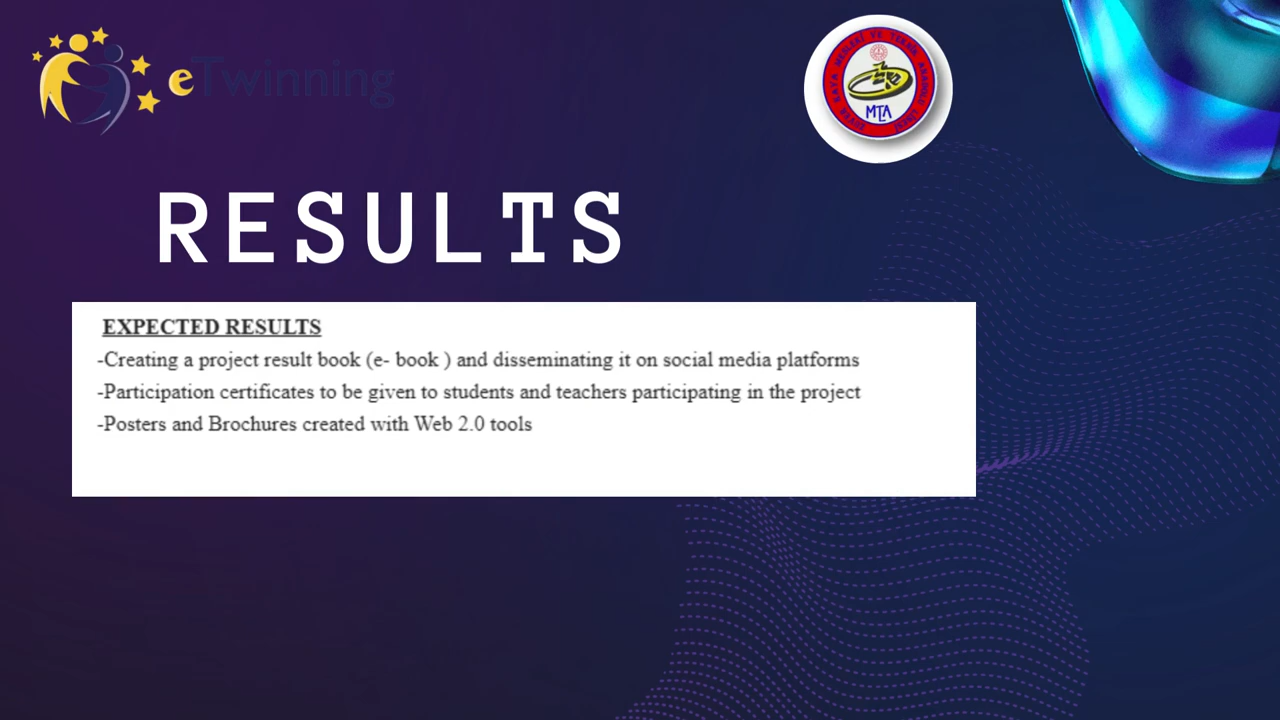 eTwinning
MTA
RESULTS
EXPECTED RESULTS
-Creating a project result book (e- book ) and disseminating it on social media platforms
-Participation certificates to be given to students and teachers participating in the project
-Posters and Brochures created with Web 2.0 tools